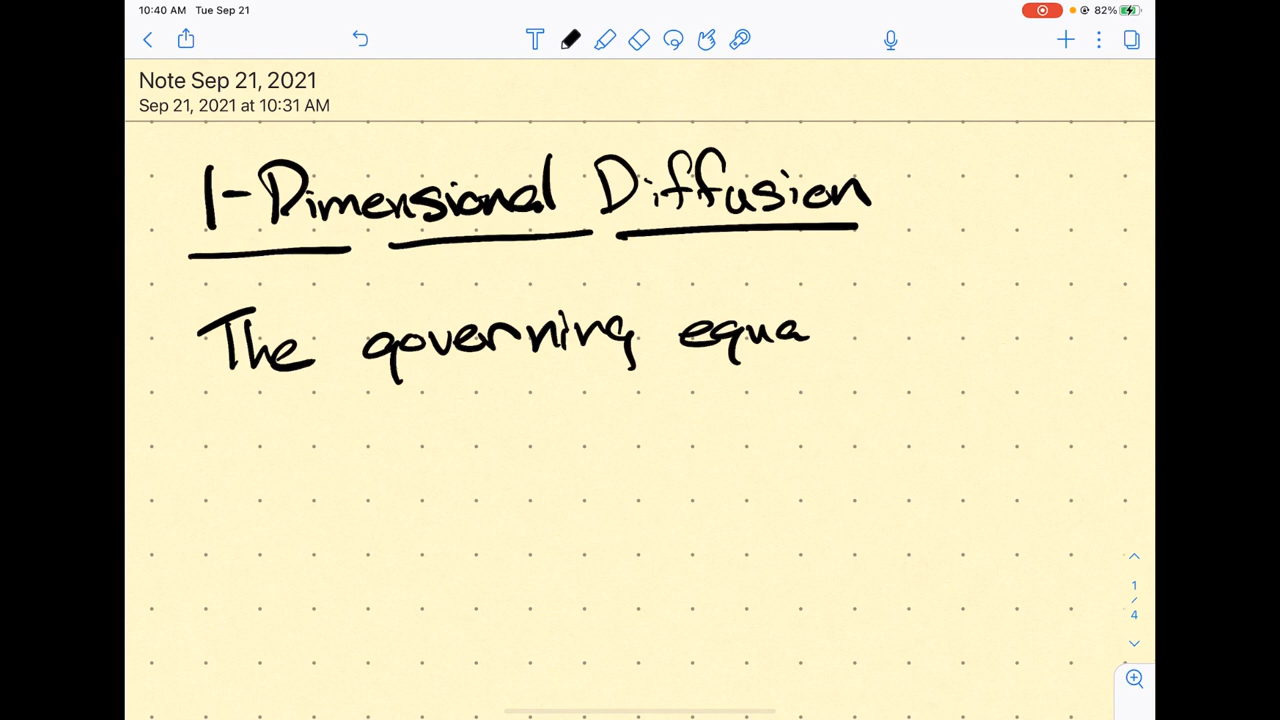 10:40 AM Tue Sep 21
82%
Note Sep 21, 2021
Sep 21, 2021 at 10:31 AM
1-Dimensional Diffusion
The governing equa
1
/
4